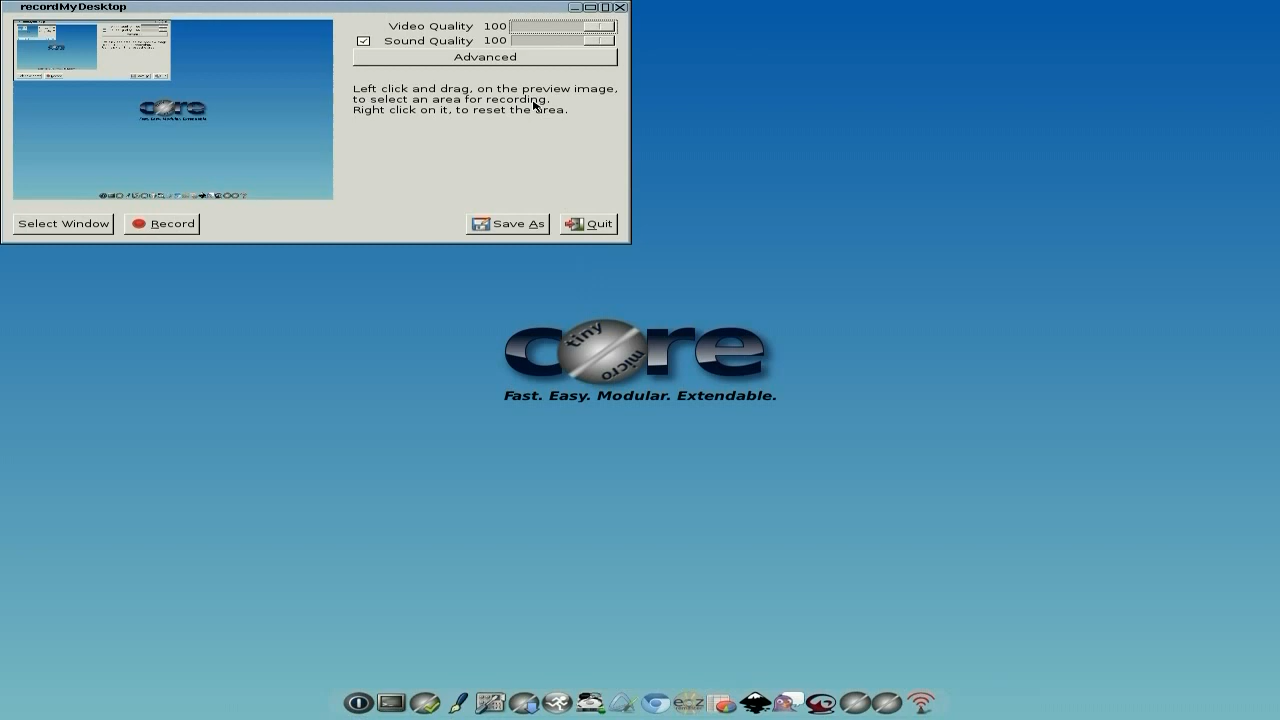 recordMyDesktop
Video Quality 100
Sound Quality 100
Advanced
Left click and drag, on the preview image,
to select an area for recording.
Right click on it, to reset the area.
Select Window
Record
Save As
Quit
core
tiny
micro
Fast. Easy. Modular. Extendable.